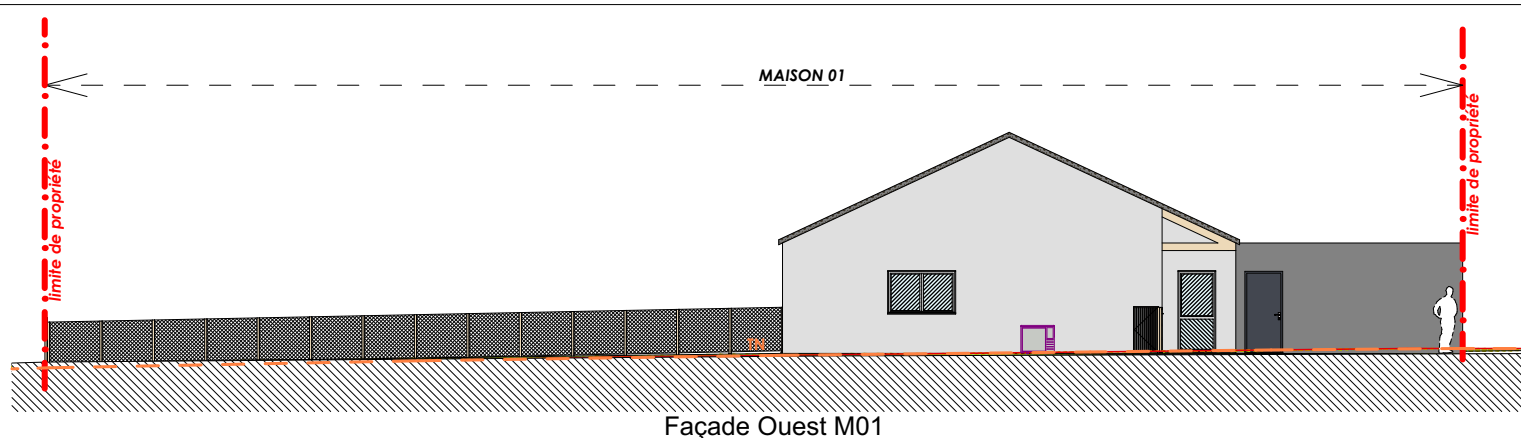 MAISON 01
limite de propriété
limite de propriété
TN
Façade Ouest M01